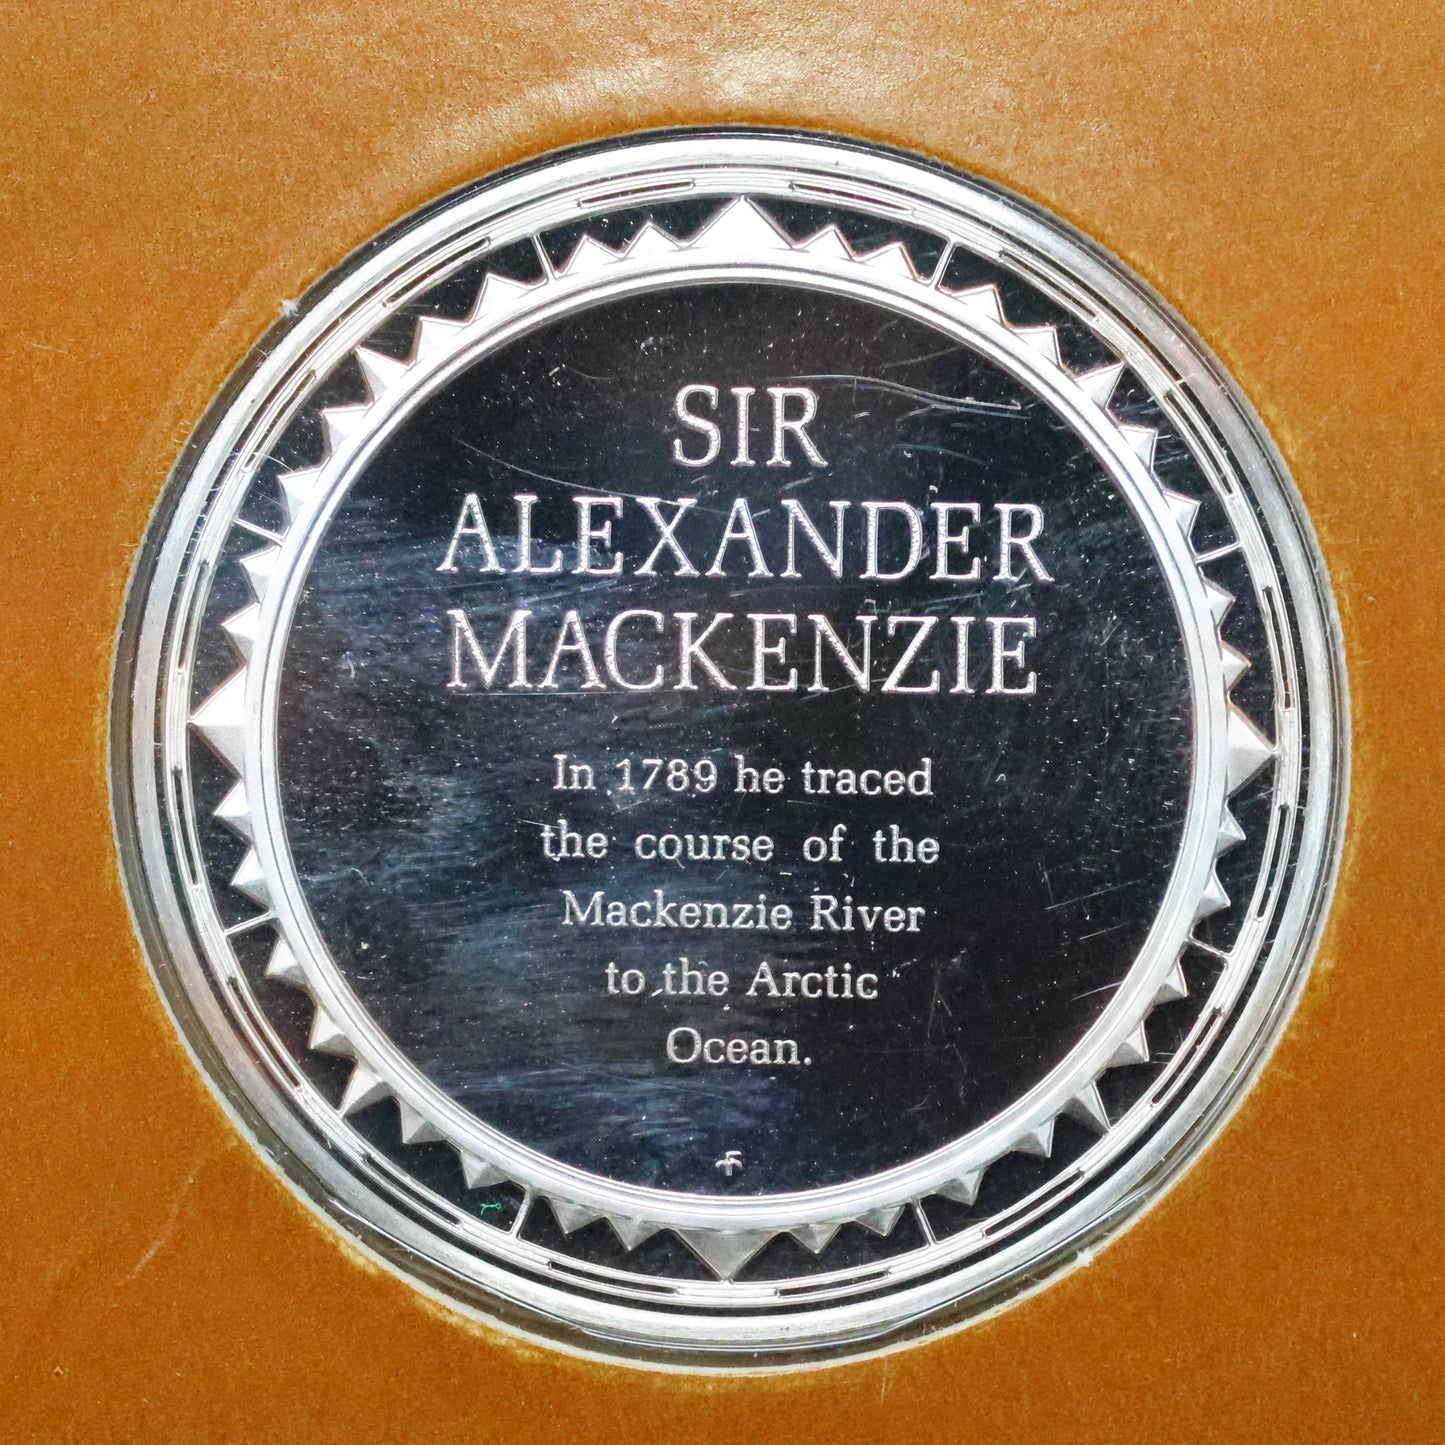 SIR
ALEXANDER
MACKENZIE
In 1789 he traced
the course of the
Mackenzie River
to the Arctic
Ocean.